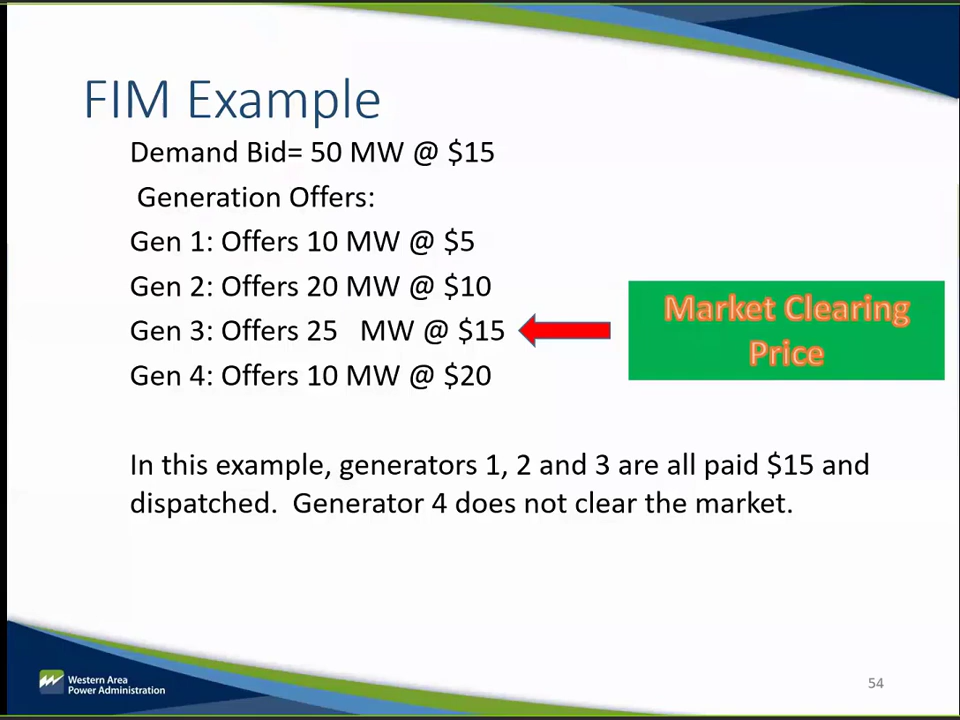 FIM Example
Demand Bid= 50 MW @ $15
Generation Offers:
Gen 1: Offers 10 MW @ $5
Gen 2: Offers 20 MW @ $10
Gen 3: Offers 25 MW @ $15
Gen 4: Offers 10 MW @ $20
Market Clearing
Price
In this example, generators 1, 2 and 3 are all paid $15 and
dispatched. Generator 4 does not clear the market.
Western Area
Power Administration
54